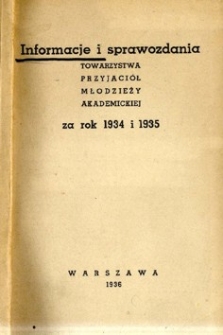 Informacje i sprawozdania
TOWARZYSTWA
PRZYJACIÓŁ
MŁODZIEŻY
AKADEMICKIEJ
za rok 1934 i 1935
WARSZAWA
1936